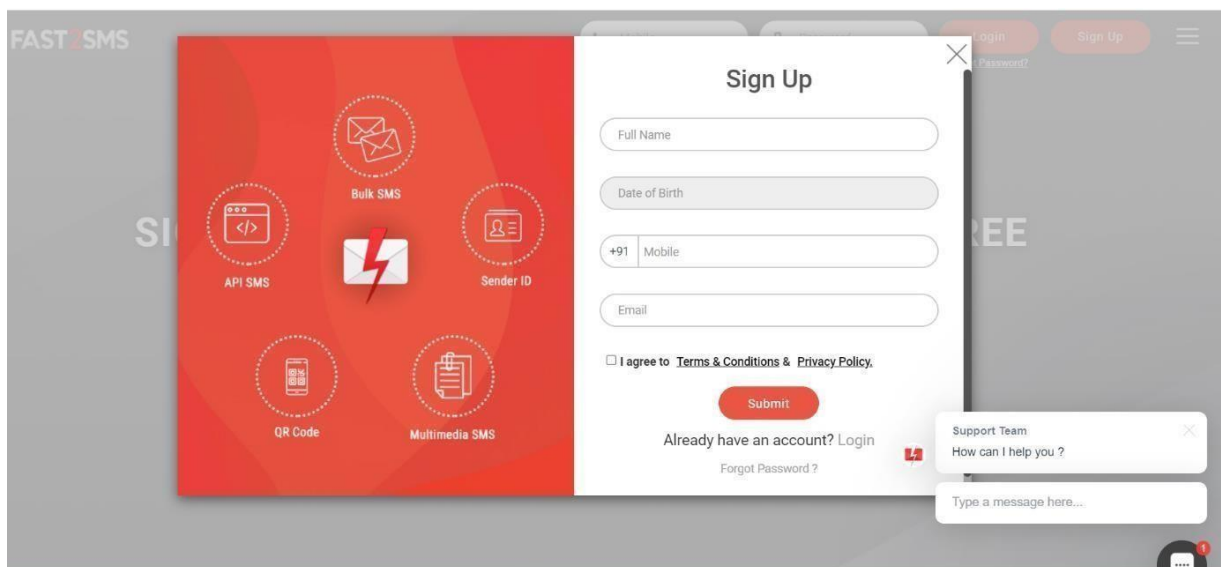 FAST2SMS
Login
Sign Up
Password?
Sign Up
Full Name
Date of Birth
+91 Mobile
Email
I agree to Terms & Conditions & Privacy Policy.
Submit
Already have an account? Login
Forgot Password ?
Bulk SMS
API SMS
Sender ID
QR Code
Multimedia SMS
Support Team
How can I help you ?
Type a message here...
1